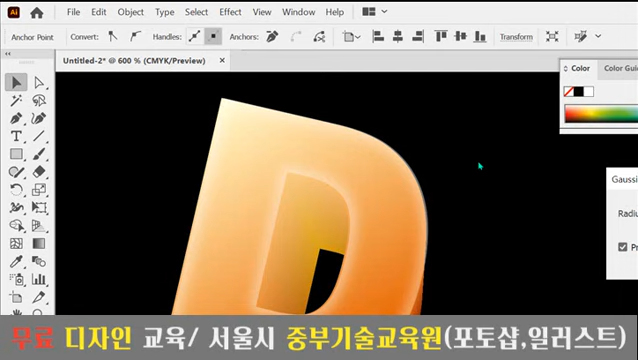 Ai File Edit Object Type Select Effect View Window Help
Anchor Point Convert: Handles: Anchors: Transform
Untitled-2* @ 600 % (CMYK/Preview) ×
Color Color Gui
Gaussi
Radiu
Pr
D
무료 디자인 교육/ 서울시 중부기술교육원(포토샵,일러스트)